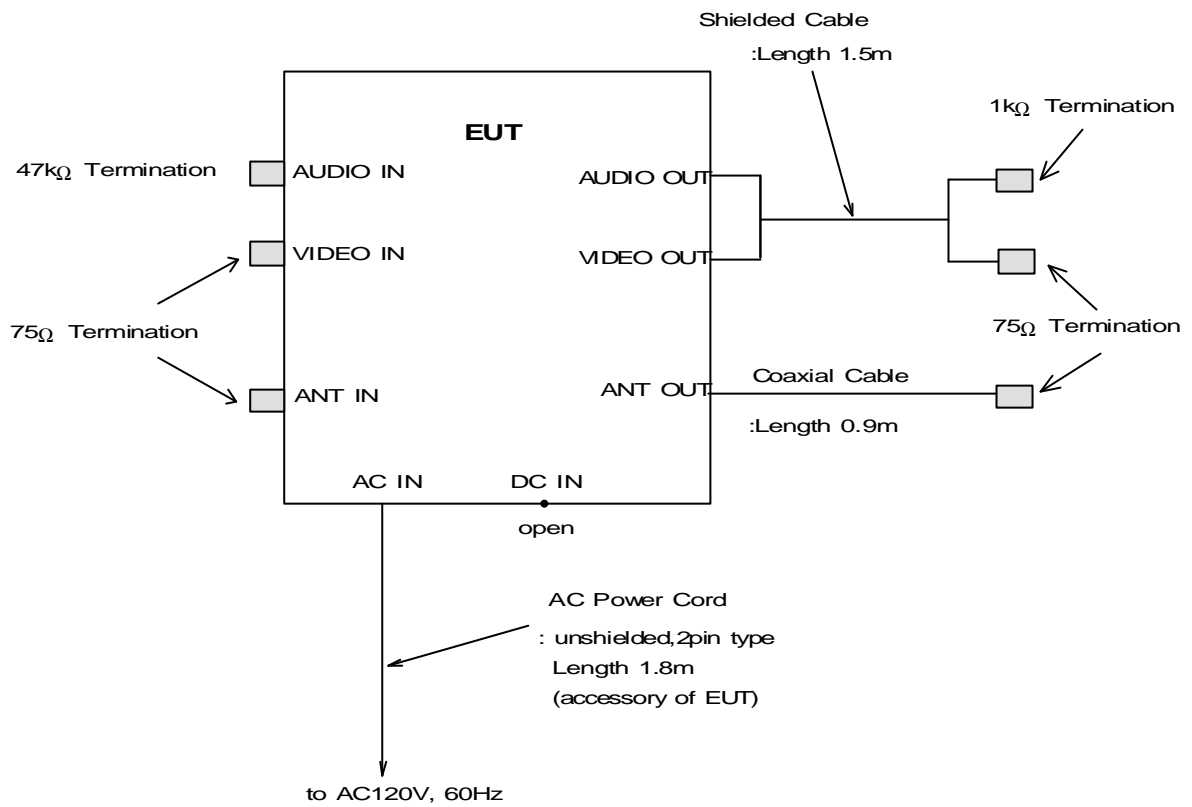 Shielded Cable
:Length 1.5m
1kΩ Termination
EUT
47kΩ Termination
AUDIO IN
AUDIO OUT
VIDEO IN
VIDEO OUT
75Ω Termination
75Ω Termination
ANT IN
ANT OUT
Coaxial Cable
:Length 0.9m
AC IN
DC IN
open
AC Power Cord
: unshielded,2pin type
Length 1.8m
(accessory of EUT)
to AC120V, 60Hz